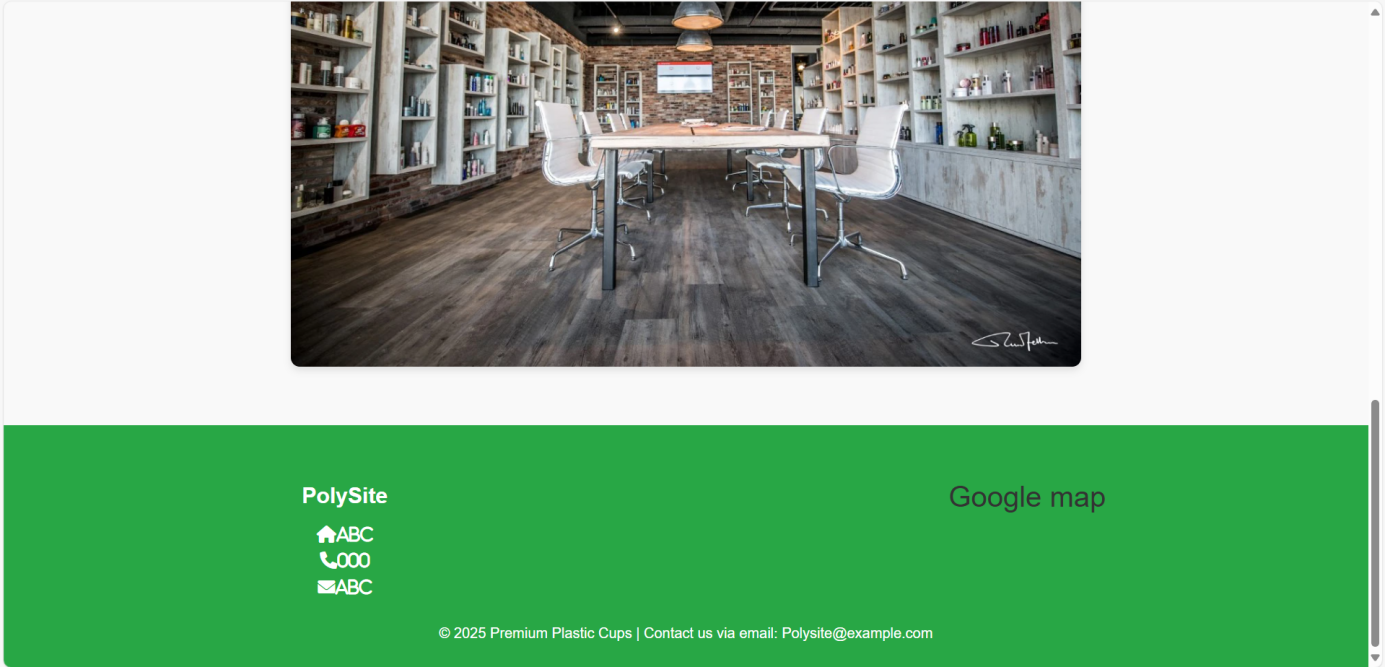 PolySite
Google map
ABC
000
ABC
© 2025 Premium Plastic Cups | Contact us via email: Polysite@example.com